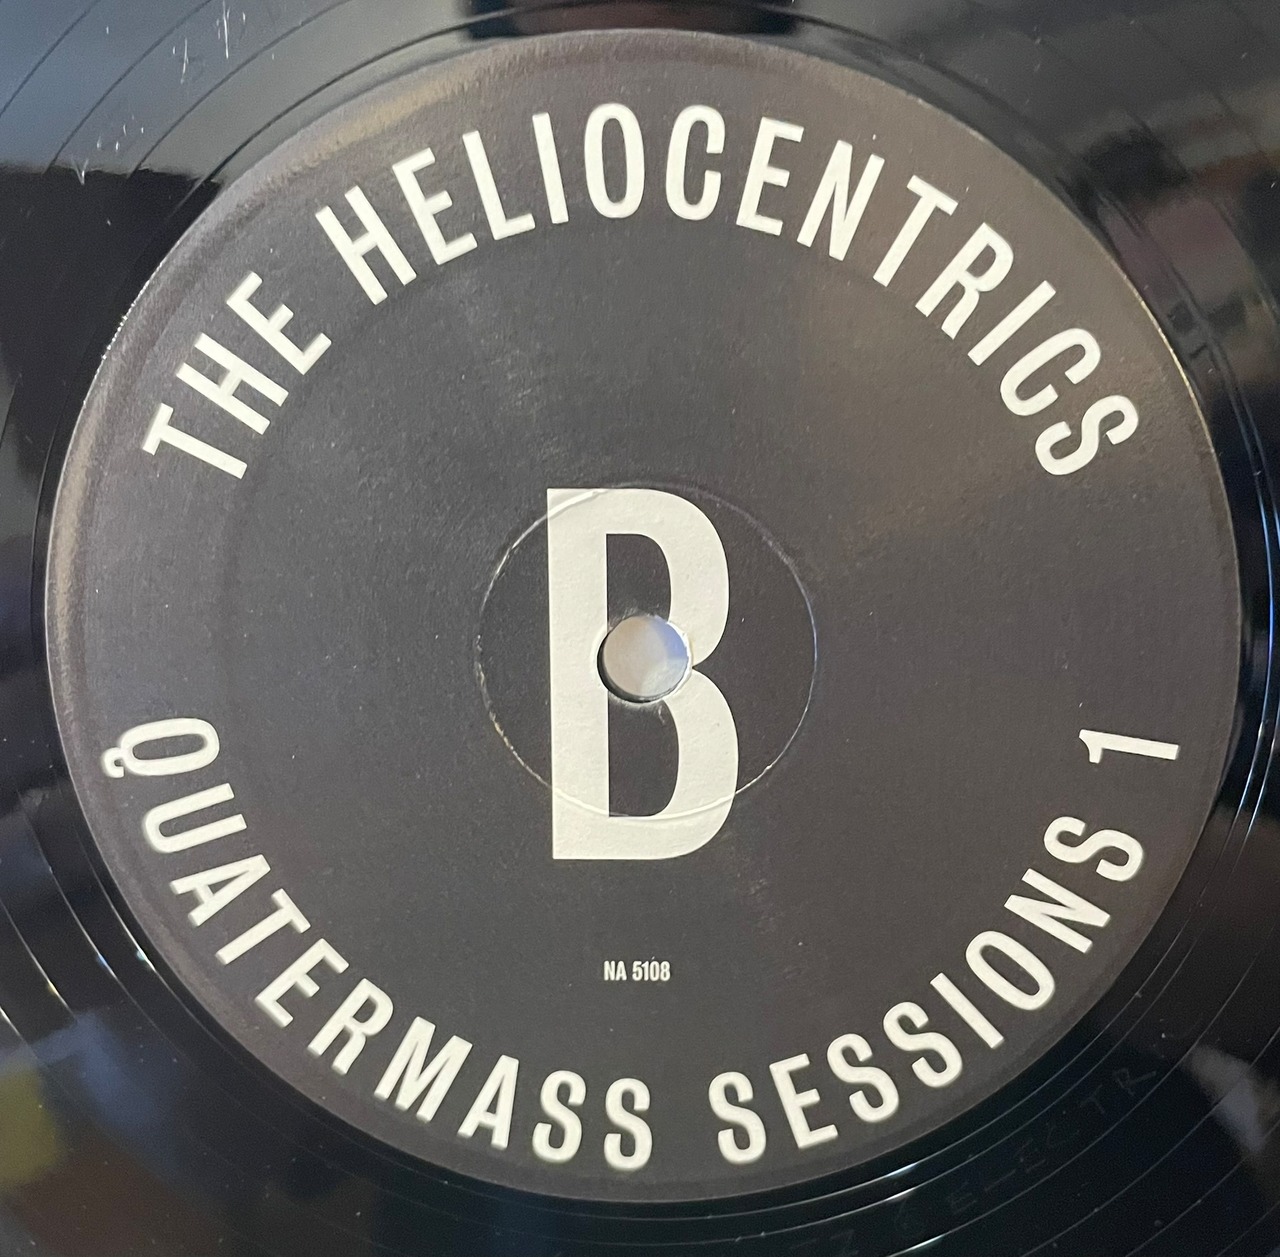 THE HELIOCENTRICS
B
NA 5108
QUATERMASS SESSIONS 1